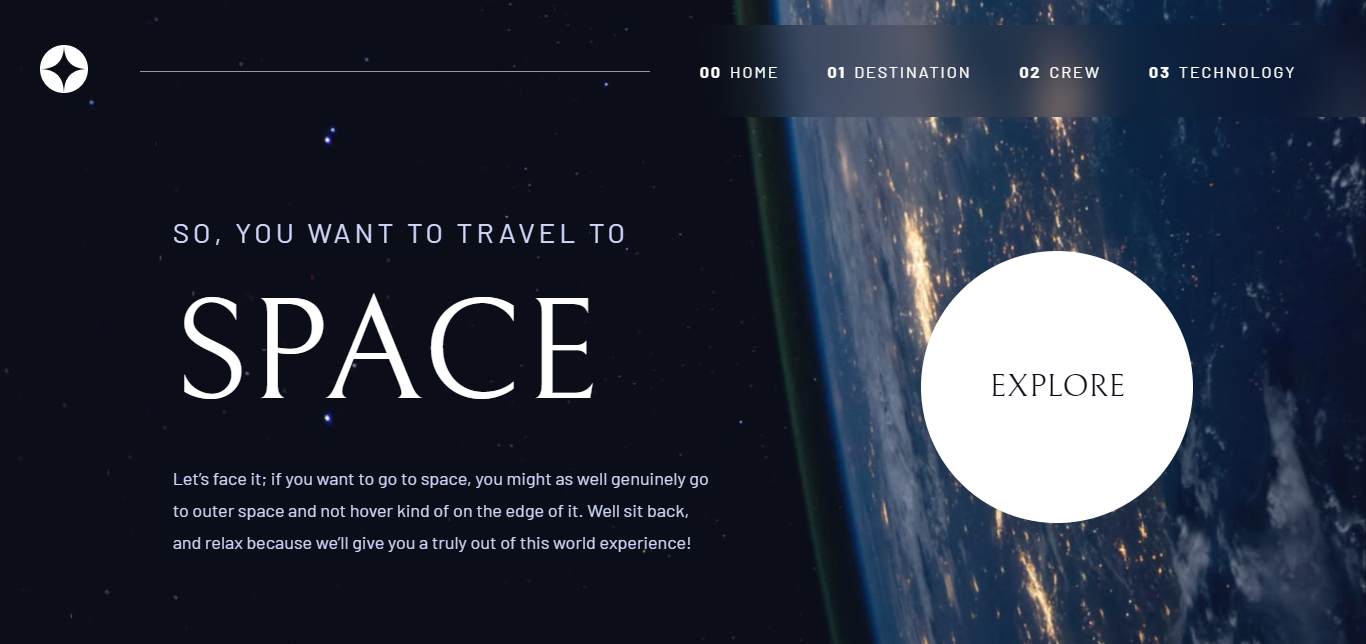 00 HOME 01 DESTINATION 02 CREW 03 TECHNOLOGY
SO, YOU WANT TO TRAVEL TO
SPACE
Let’s face it; if you want to go to space, you might as well genuinely go
to outer space and not hover kind of on the edge of it. Well sit back,
and relax because we’ll give you a truly out of this world experience!
EXPLORE